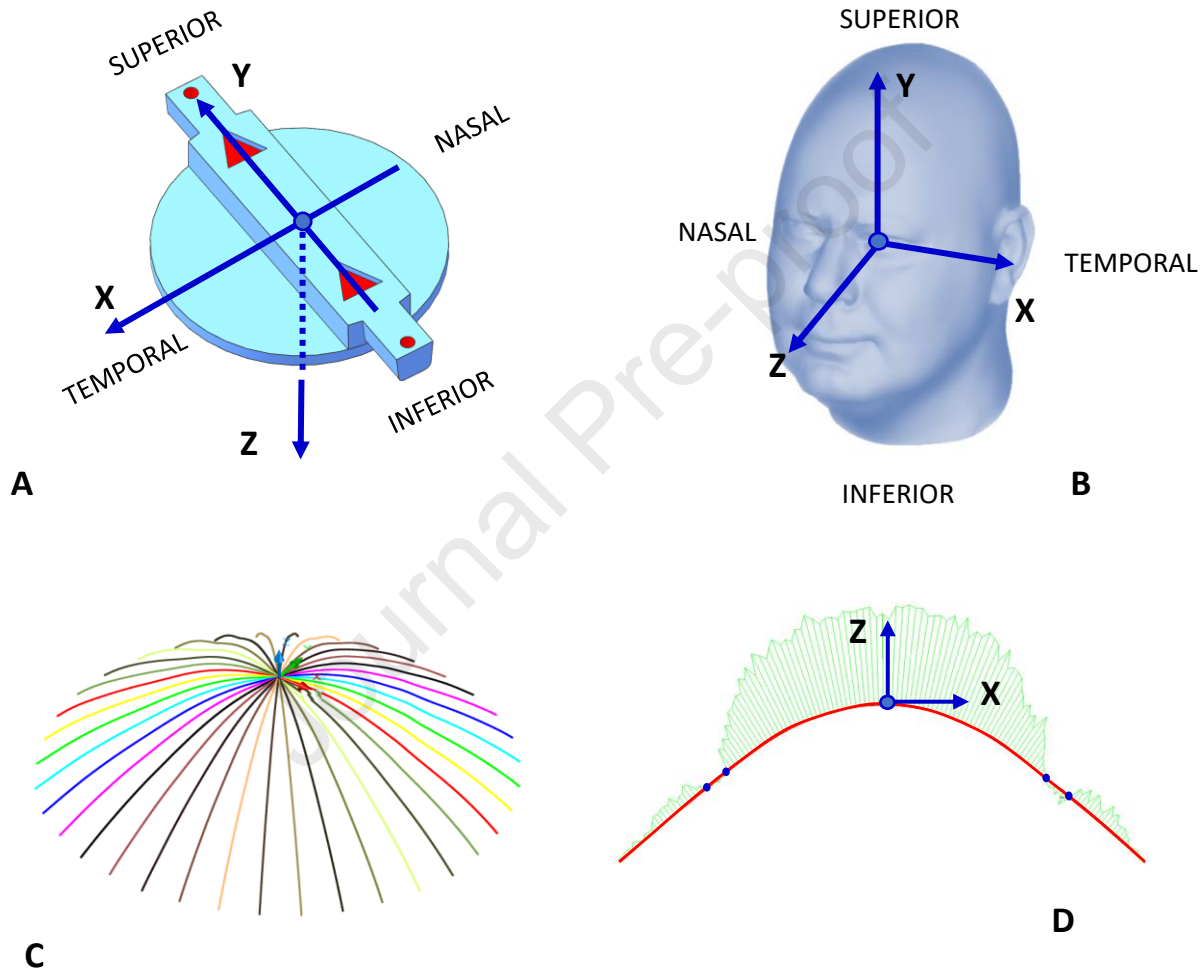 SUPERIOR
Y
NASAL
X
TEMPORAL
INFERIOR
Z
A
SUPERIOR
Y
NASAL
TEMPORAL
X
Z
INFERIOR
B
Journal Pre-proof
C
Z
X
D